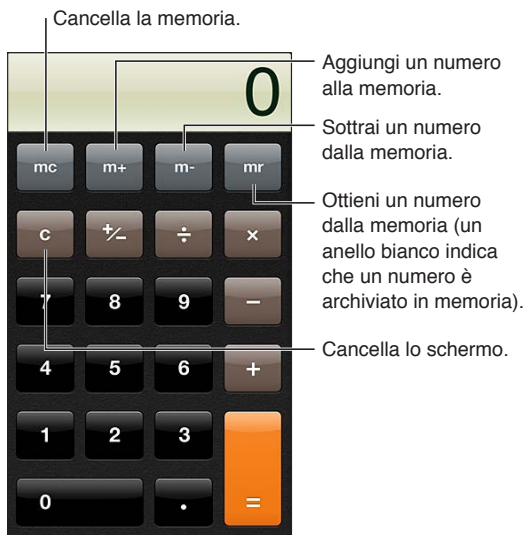 Cancella la memoria.
0
Aggiungi un numero
alla memoria.
Sottrai un numero
dalla memoria.
mc m+ m- mr
Ottieni un numero
dalla memoria (un
anello bianco indica
che un numero è
archiviato in memoria).
c +/− ÷ ×
7 8 9 −
Cancella lo schermo.
4 5 6 +
1 2 3
0 . =